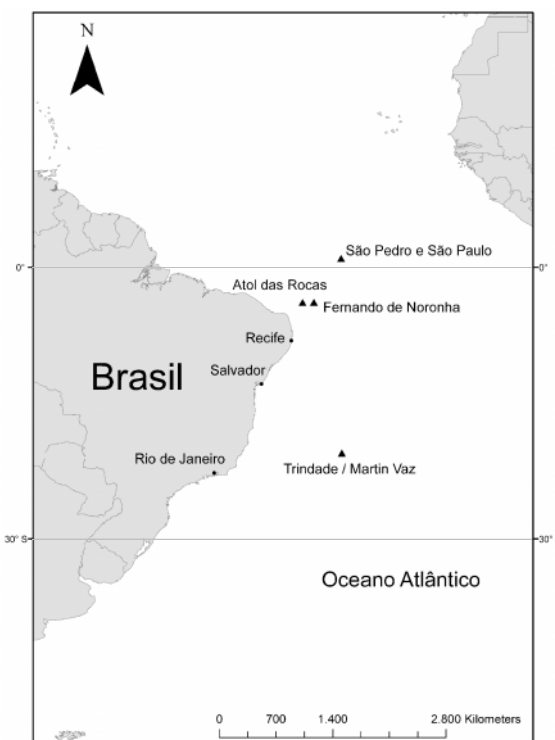 N
São Pedro e São Paulo
0°
0°
Atol das Rocas
Fernando de Noronha
Recife
Brasil
Salvador
Rio de Janeiro
Trindade / Martin Vaz
30° S
30°
Oceano Atlântico
0 700 1.400 2.800 Kilometers